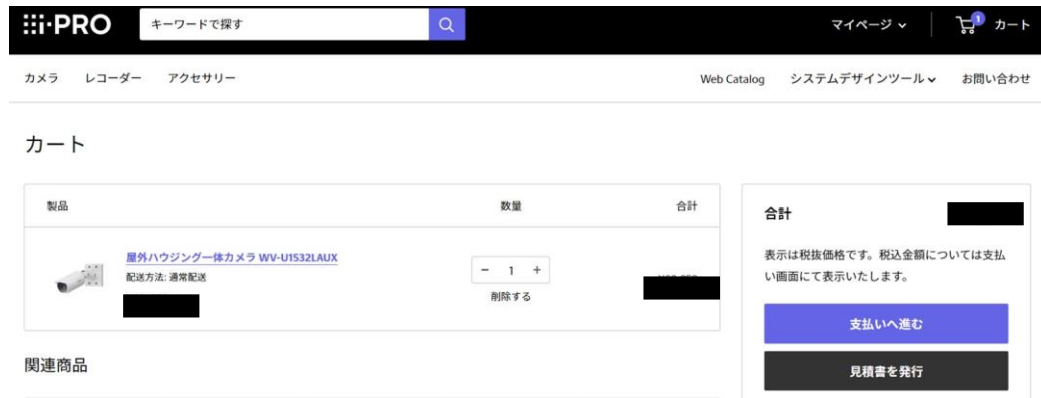 i-PRO
キーワードで探す
マイページ
1
カート
カメラ レコーダー アクセサリー
Web Catalog システムデザインツール お問い合わせ
カート
製品 数量 合計
屋外ハウジング一体カメラ WV-U1532LAUX
配送方法: 通常配送
− 1 +
削除する
合計
表示は税抜価格です。税込金額については支払
い画面にて表示いたします。
支払いへ進む
見積書を発行
関連商品